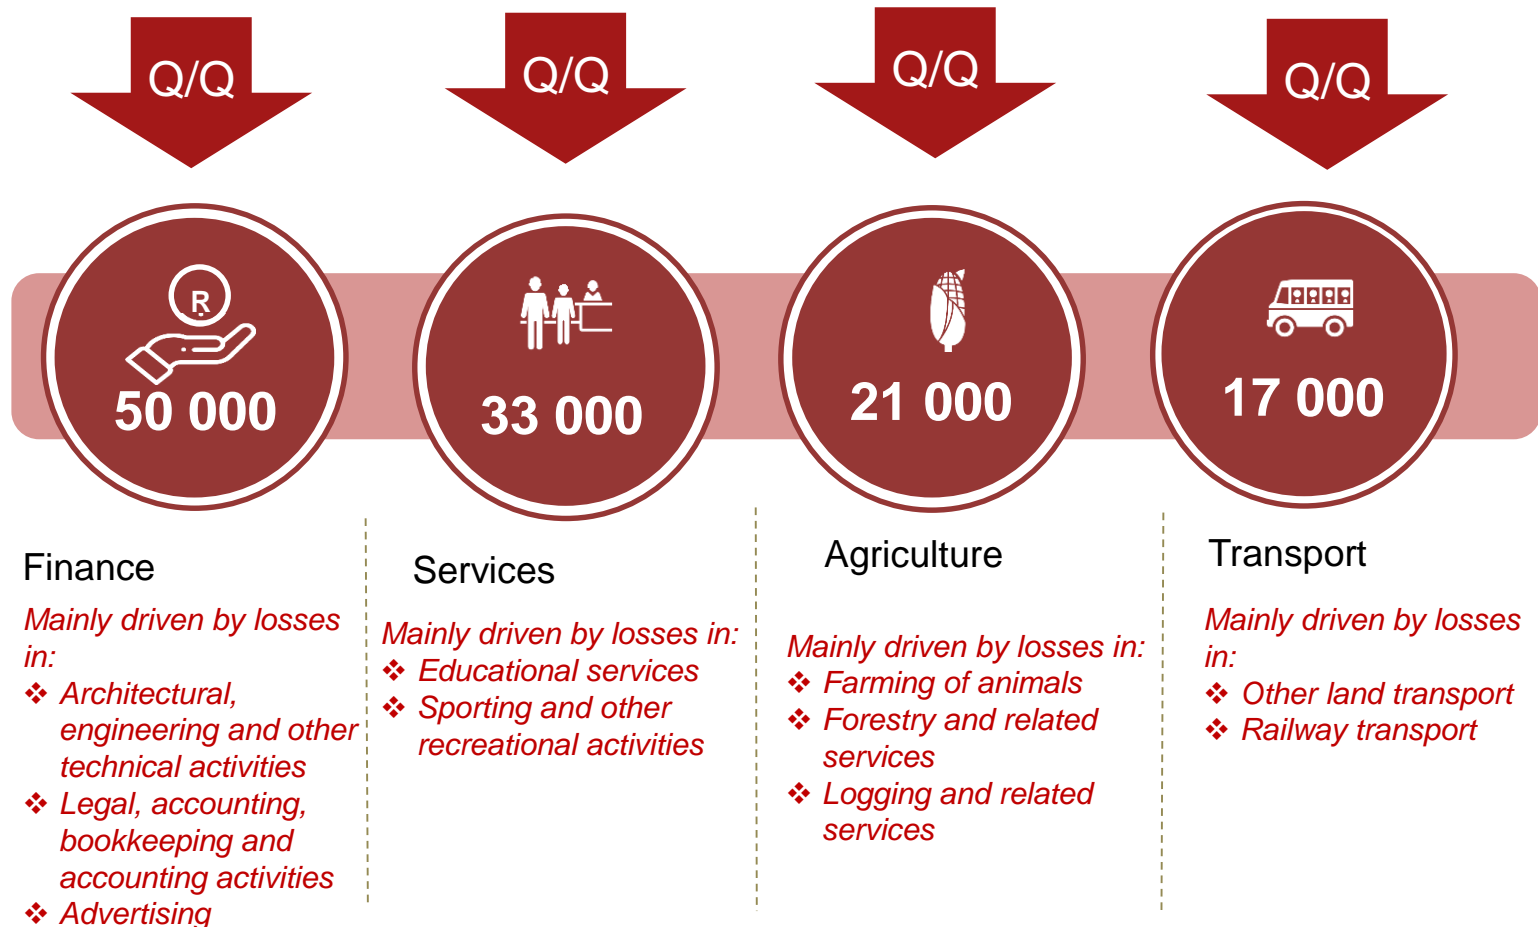 Q/Q
Q/Q
Q/Q
Q/Q
R
50 000
33 000
21 000
17 000
Finance
Mainly driven by losses
in:
❖ Architectural,
engineering and other
technical activities
❖ Legal, accounting,
bookkeeping and
accounting activities
❖ Advertising
Services
Mainly driven by losses in:
❖ Educational services
❖ Sporting and other
recreational activities
Agriculture
Mainly driven by losses in:
❖ Farming of animals
❖ Forestry and related
services
❖ Logging and related
services
Transport
Mainly driven by losses
in:
❖ Other land transport
❖ Railway transport